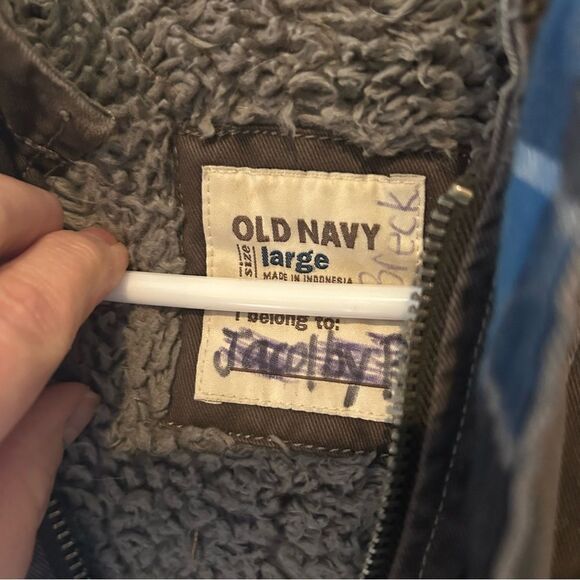 OLD NAVY
size
large
MADE IN INDONESIA
I belong to:
Breck